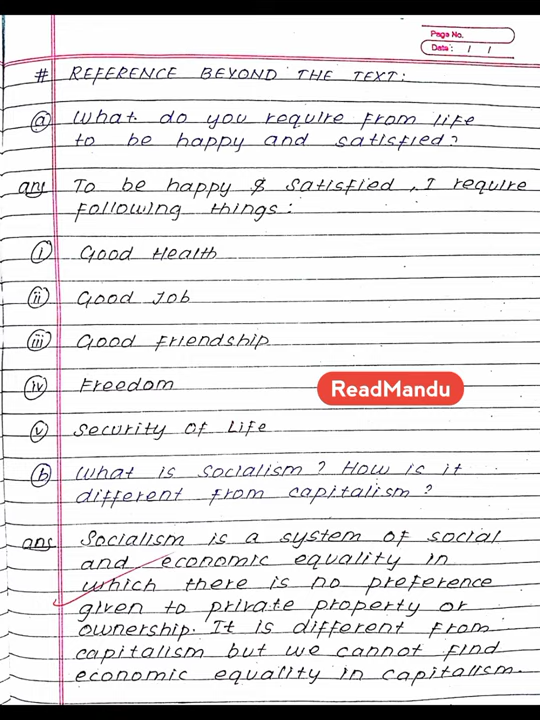 Page No.
Date: / /
# REFERENCE BEYOND THE TEXT:
(a) What do you require from life
to be happy and satisfied?
ans To be happy & satisfied, I require
following things:
(i) Good Health
(ii) Good Job
(iii) Good Friendship
(iv) Freedom
ReadMandu
(v) Security of Life
(b) What is socialism? How is it
different from capitalism?
ans Socialism is a system of social
and economic equality in
which there is no preference
given to private property or
ownership. It is different from
capitalism but we cannot find
economic equality in capitalism.